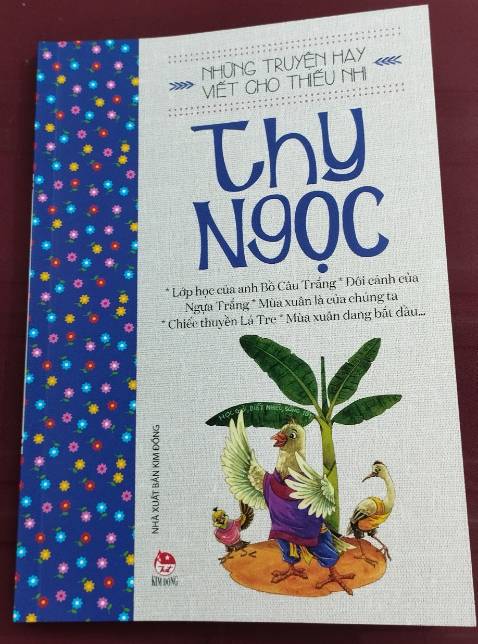 NHỮNG TRUYỆN HAY
VIẾT CHO THIẾU NHI
Thy
NGỌC
* Lớp học của anh Bồ Câu Trắng * Đôi cánh của
Ngựa Trắng * Mùa xuân là của chúng ta
* Chiếc thuyền Lá Tre * Mùa xuân đang bắt đầu...
NHÀ XUẤT BẢN KIM ĐỒNG
KIM ĐỒNG